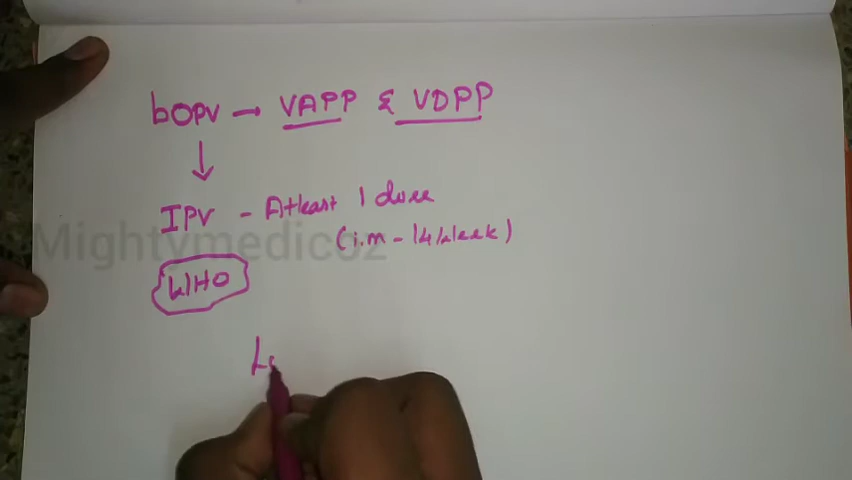 bOPV → VAPP & VDPP
↓
IPV - Atleast 1 dose
(i.m - 14 week)
Mightymedicoz
WHO